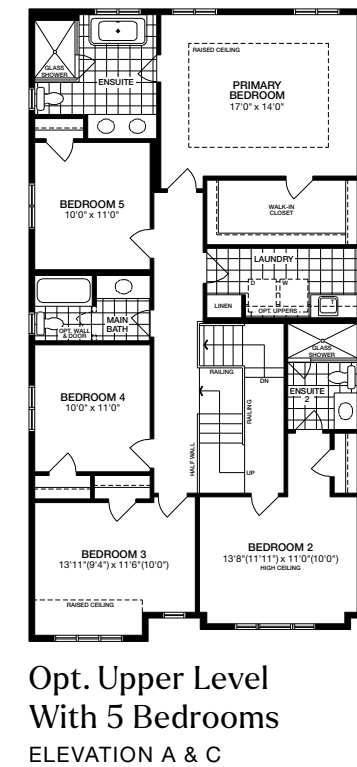 RAISED CEILING
GLASS
SHOWER
ENSUITE
PRIMARY
BEDROOM
17'0" x 14'0"
BEDROOM 5
10'0" x 11'0"
WALK-IN
CLOSET
LAUNDRY
D W
LINEN
OPT. UPPERS
T
MAIN
BATH
OPT. WALL
& DOOR
GLASS
SHOWER
RAILING
DN
ENSUITE
2
BEDROOM 4
10'0" x 11'0"
RAILING
HALF WALL
UP
BEDROOM 3
13'11"(9'4") x 11'6"(10'0")
RAISED CEILING
BEDROOM 2
13'8"(11'11") x 11'0"(10'0")
HIGH CEILING
Opt. Upper Level
With 5 Bedrooms
ELEVATION A & C